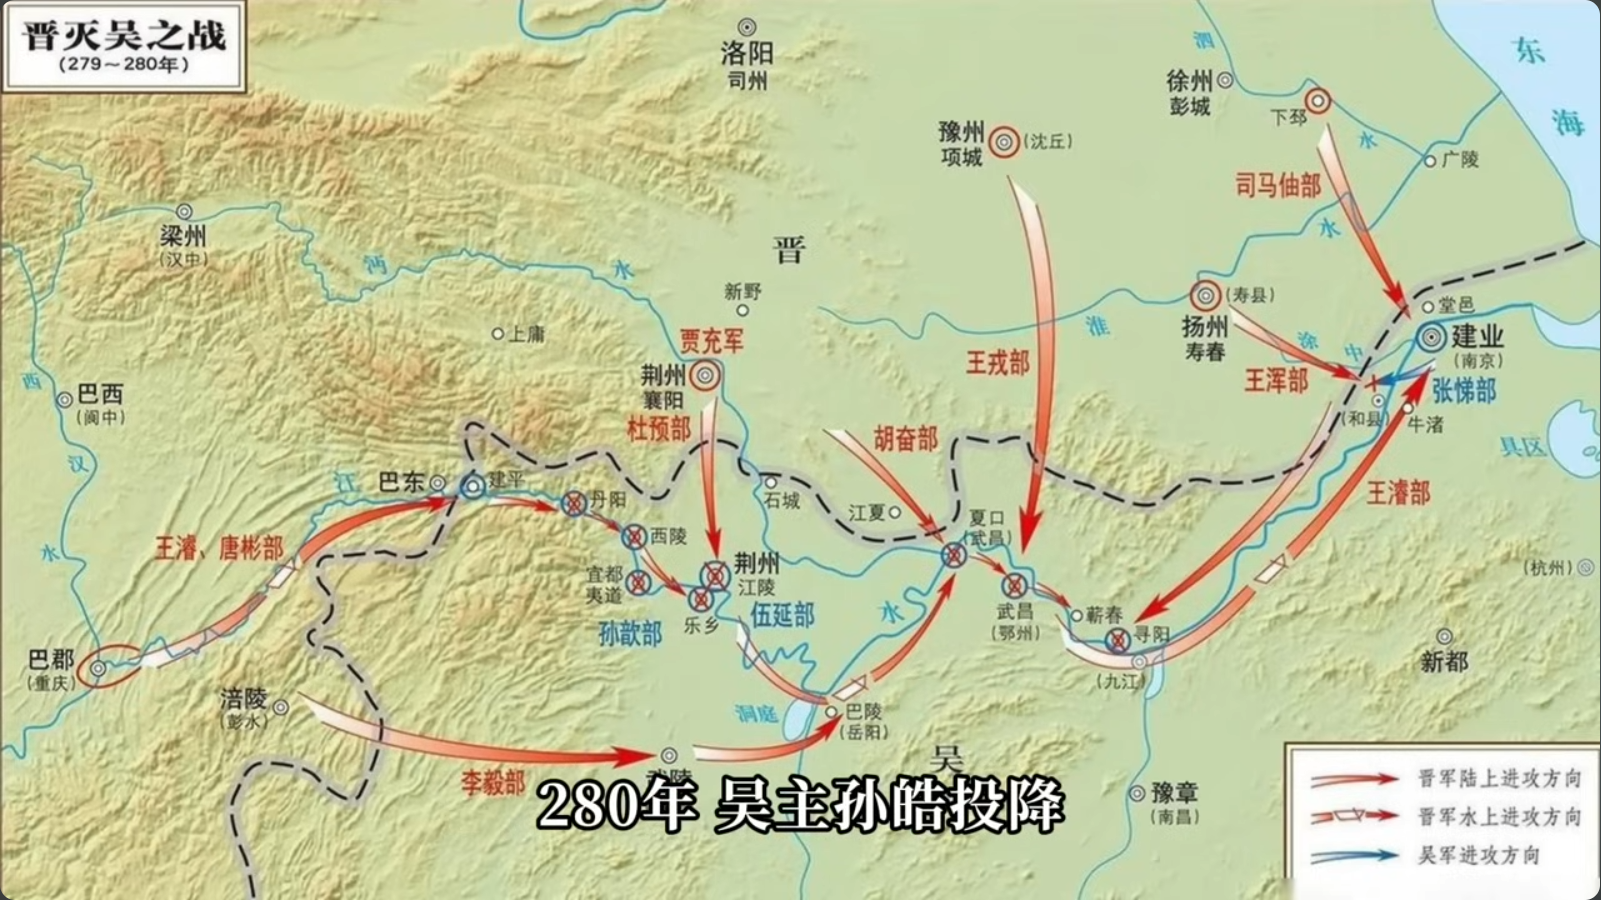 晋灭吴之战
(279～280年)
洛阳
司州
东
海
泗
徐州
彭城
下邳
水
广陵
豫州
项城
(沈丘)
司马伷部
水
梁州
(汉中)
沔
水
晋
新野
上庸
(寿县)
扬州
寿春
淮
涂
中
堂邑
建业
(南京)
贾充军
荆州
襄阳
杜预部
王戎部
王浑部
张悌部
(和县)
牛渚
具区
西
汉
水
巴西
(阆中)
胡奋部
巴东
建平
江
丹阳
石城
江夏
夏口
(武昌)
王濬部
王濬、唐彬部
西陵
宜都
夷道
荆州
江陵
乐乡
孙歆部
伍延部
水
武昌
(鄂州)
蕲春
寻阳
(九江)
(杭州)
新都
巴郡
(重庆)
涪陵
(彭水)
洞庭
巴陵
(岳阳)
李毅部
吴
豫章
(南昌)
280年 吴主孙皓投降
晋军陆上进攻方向
晋军水上进攻方向
吴军进攻方向